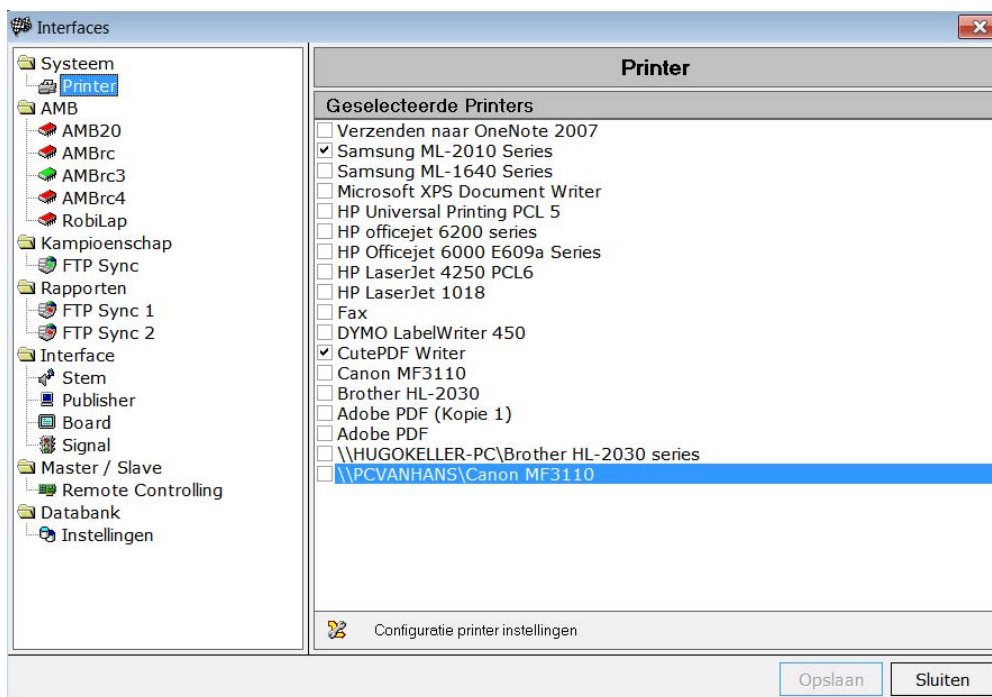 Interfaces
Systeem
Printer
AMB
AMB20
AMBrc
AMBrc3
AMBrc4
RobiLap
Kampioenschap
FTP Sync
Rapporten
FTP Sync 1
FTP Sync 2
Interface
Stem
Publisher
Board
Signal
Master / Slave
Remote Controlling
Databank
Instellingen
Printer
Geselecteerde Printers
Verzenden naar OneNote 2007
Samsung ML-2010 Series
Samsung ML-1640 Series
Microsoft XPS Document Writer
HP Universal Printing PCL 5
HP officejet 6200 series
HP Officejet 6000 E609a Series
HP LaserJet 4250 PCL6
HP LaserJet 1018
Fax
DYMO LabelWriter 450
CutePDF Writer
Canon MF3110
Brother HL-2030
Adobe PDF (Kopie 1)
Adobe PDF
\\HUGOKELLER-PC\Brother HL-2030 series
\\PCVANHANS\Canon MF3110
Configuratie printer instellingen
Opslaan
Sluiten